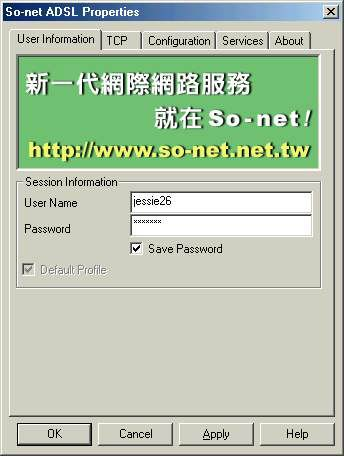 So-net ADSL Properties
User Information TCP Configuration Services About
新一代網際網路服務
就在So-net!
http://www.so-net.net.tw
Session Information
User Name jessie26
Password *******
Save Password
Default Profile
OK Cancel Apply Help